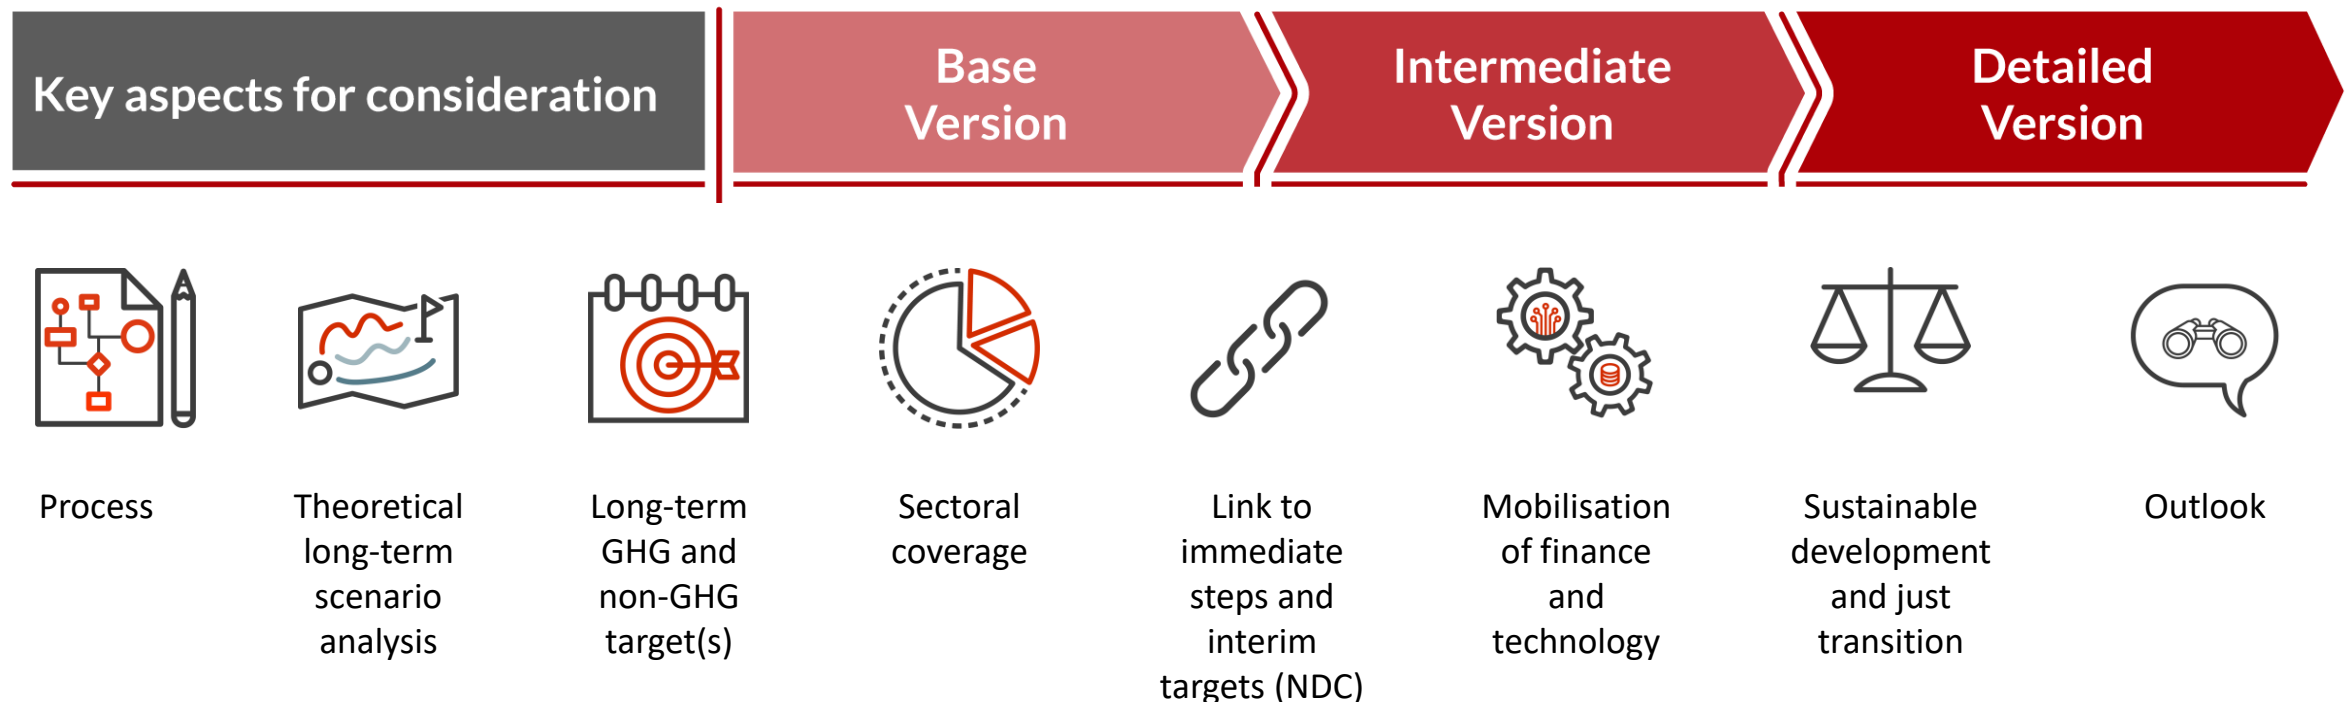 Key aspects for consideration
Base
Version
Intermediate
Version
Detailed
Version
Process
Theoretical
long-term
scenario
analysis
Long-term
GHG and
non-GHG
target(s)
Sectoral
coverage
Link to
immediate
steps and
interim
targets (NDC)
Mobilisation
of finance
and
technology
Sustainable
development
and just
transition
Outlook